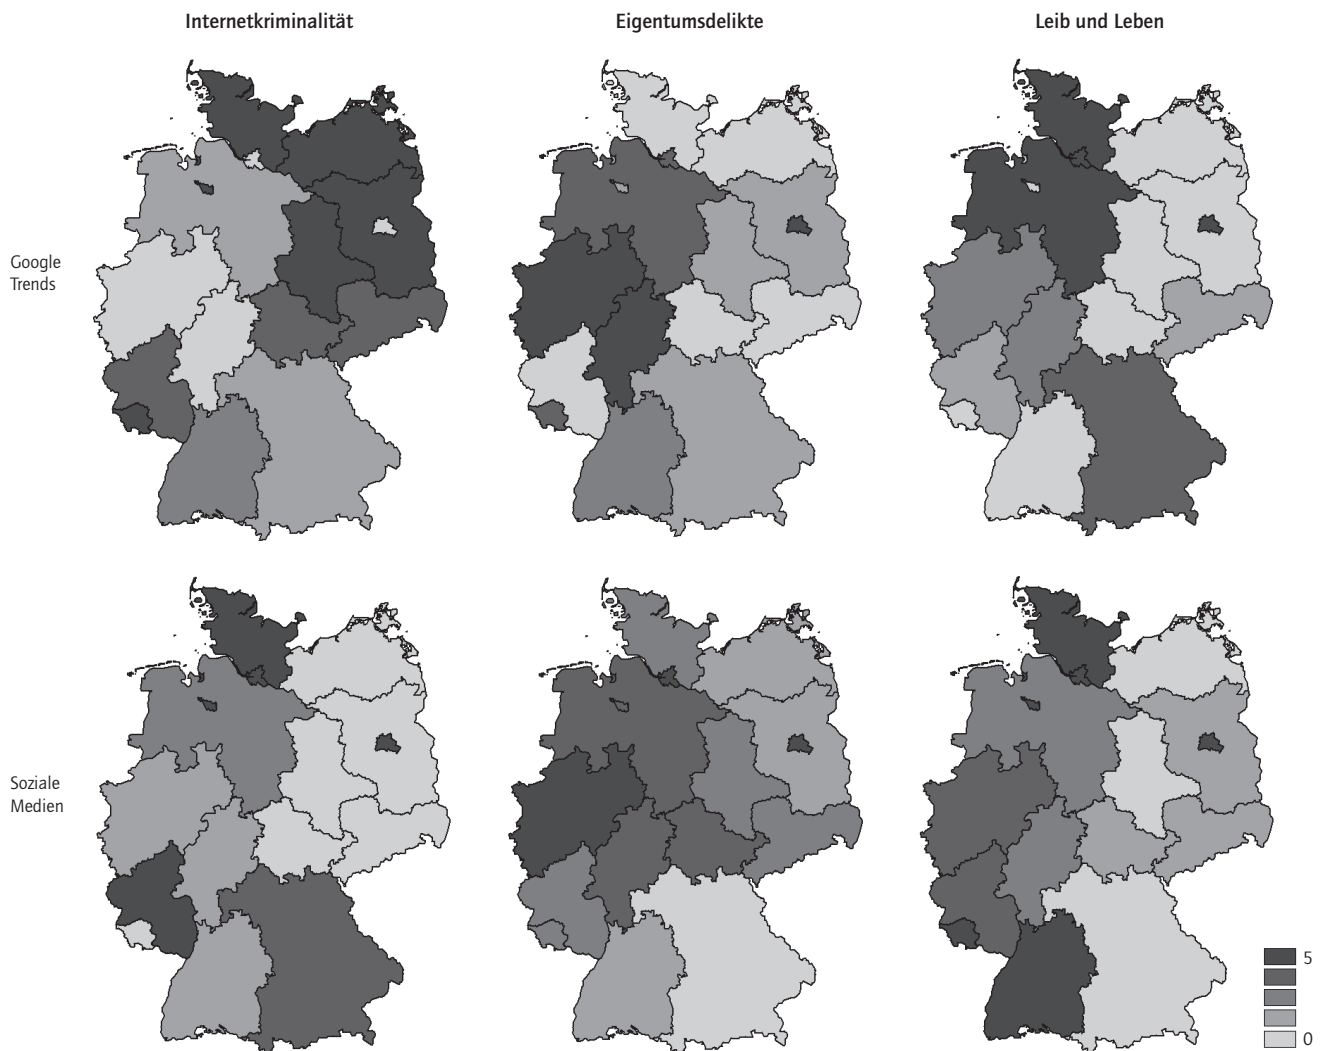 Internetkriminalität
Eigentumsdelikte
Leib und Leben
Google
Trends
Soziale
Medien
5
0